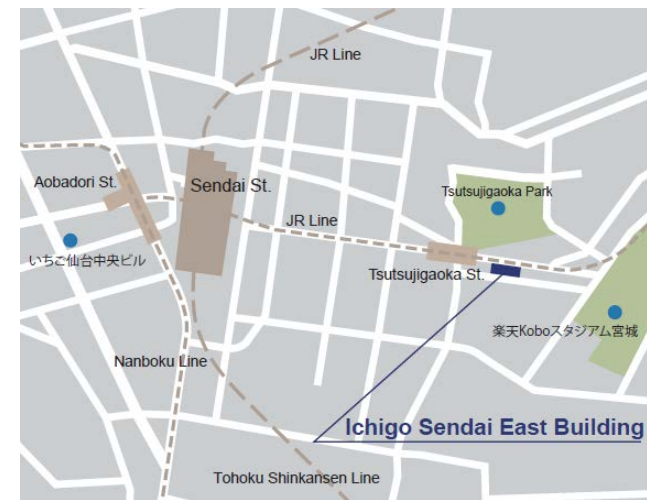 JR Line
Aobadori St.
Sendai St.
Tsutsujigaoka Park
JR Line
いちご仙台中央ビル
Tsutsujigaoka St.
楽天Koboスタジアム宮城
Nanboku Line
Ichigo Sendai East Building
Tohoku Shinkansen Line